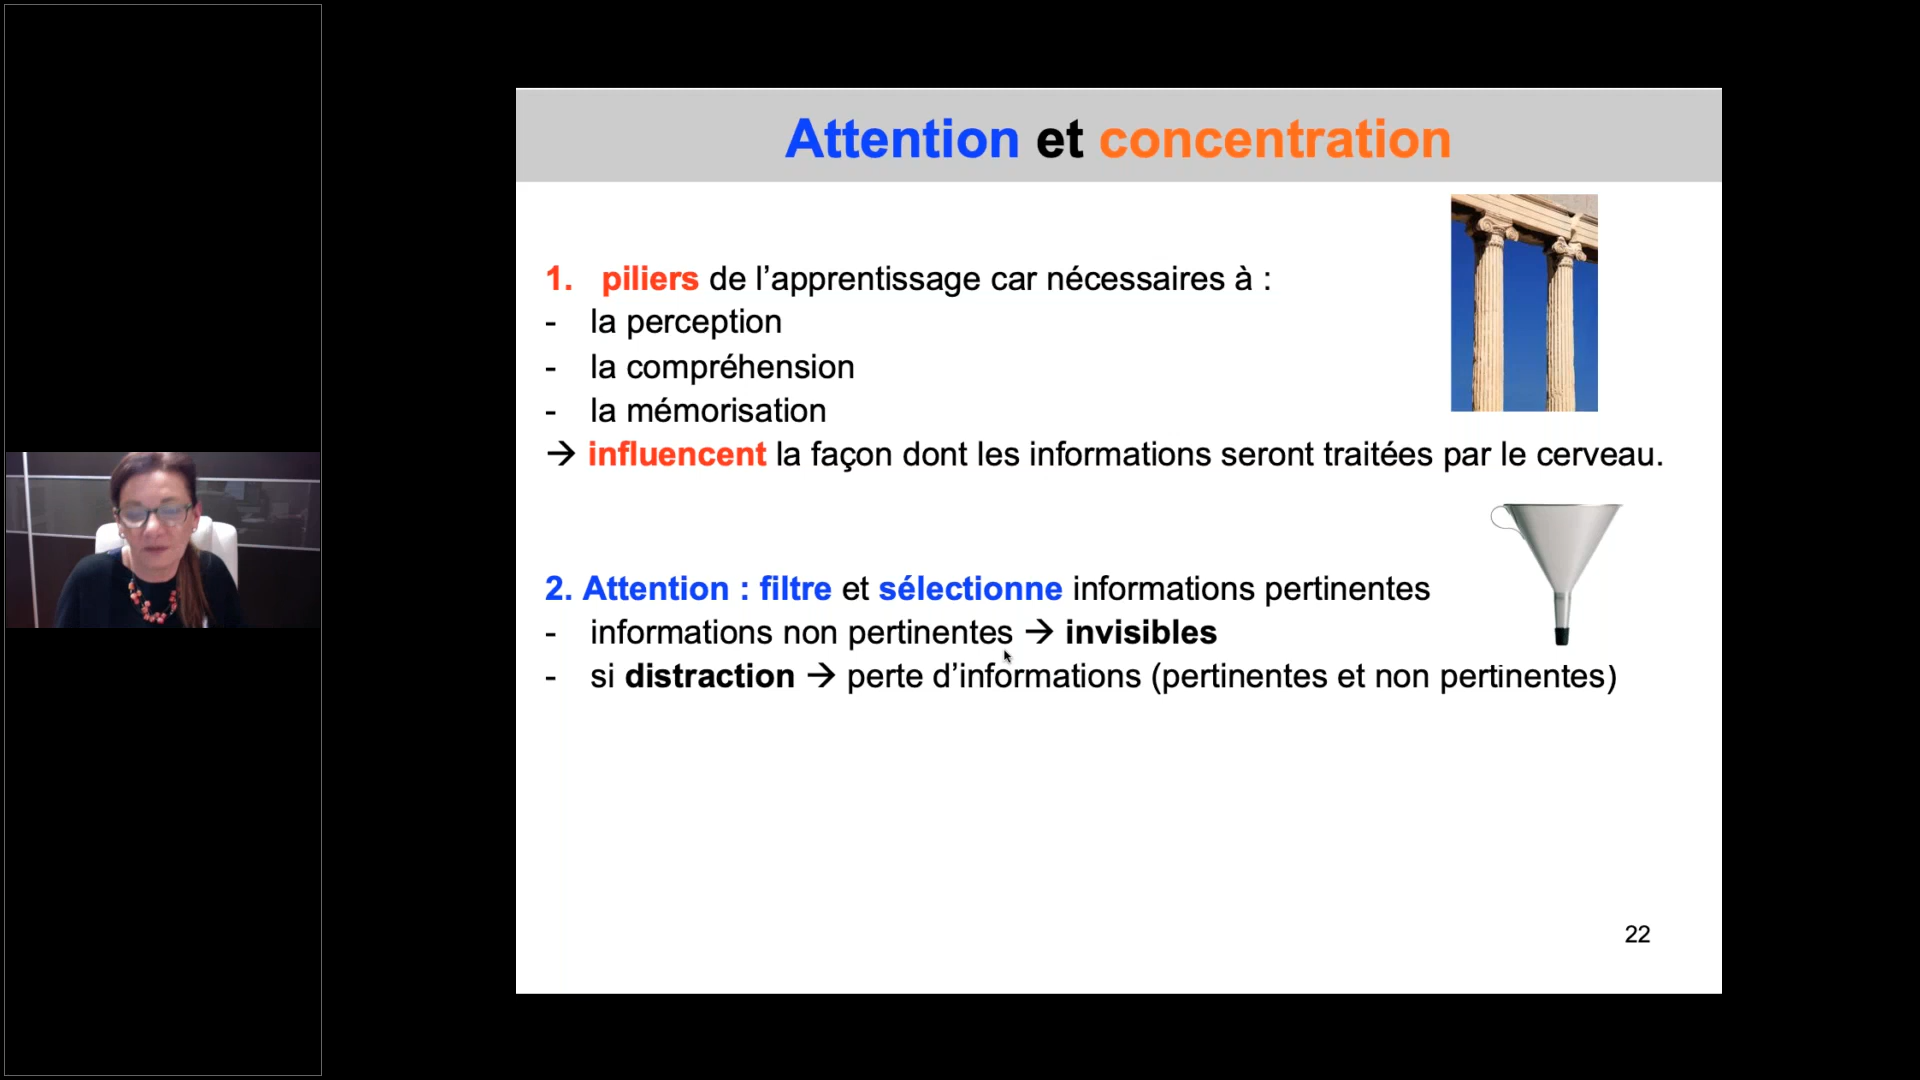 Attention et concentration
1. piliers de l’apprentissage car nécessaires à :
- la perception
- la compréhension
- la mémorisation
→ influencent la façon dont les informations seront traitées par le cerveau.
2. Attention : filtre et sélectionne informations pertinentes
- informations non pertinentes → invisibles
- si distraction → perte d’informations (pertinentes et non pertinentes)
22